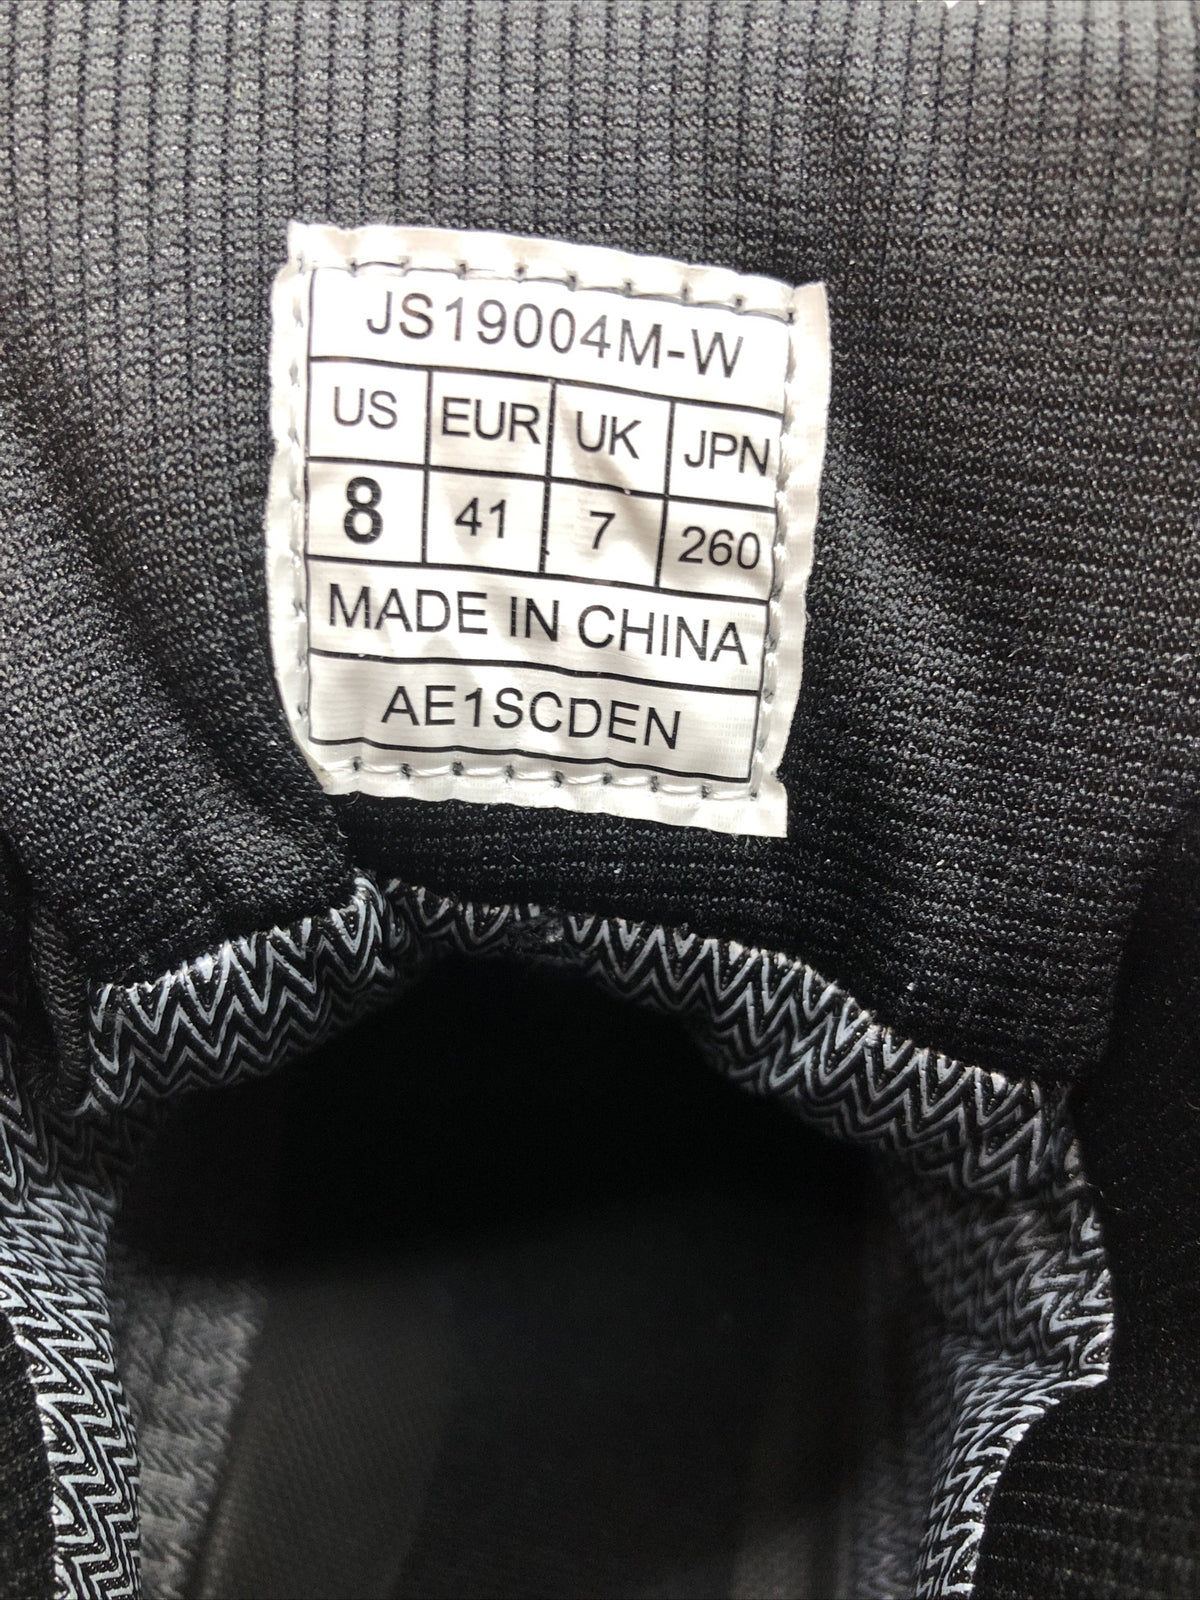 JS19004M-W
US EUR UK JPN
8 41 7 260
MADE IN CHINA
AE1SCDEN